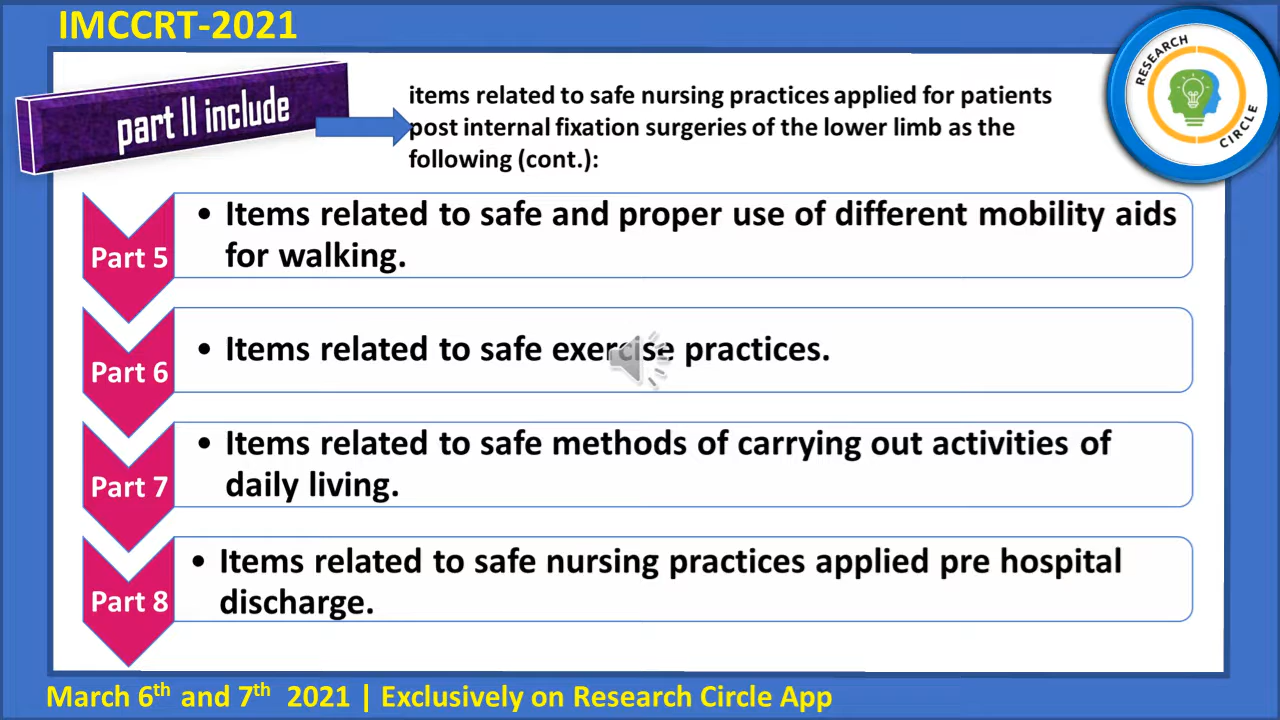 IMCCRT-2021
RESEARCH
CIRCLE
part II include
items related to safe nursing practices applied for patients
post internal fixation surgeries of the lower limb as the
following (cont.):
Part 5
• Items related to safe and proper use of different mobility aids
for walking.
Part 6
• Items related to safe exercise practices.
Part 7
• Items related to safe methods of carrying out activities of
daily living.
Part 8
• Items related to safe nursing practices applied pre hospital
discharge.
March 6th and 7th 2021 | Exclusively on Research Circle App